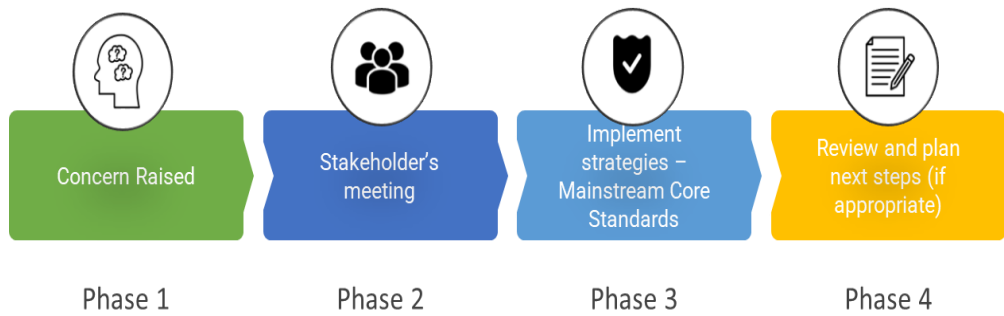 Concern Raised
Stakeholder's
meeting
Implement
strategies –
Mainstream Core
Standards
Review and plan
next steps (if
appropriate)
Phase 1
Phase 2
Phase 3
Phase 4